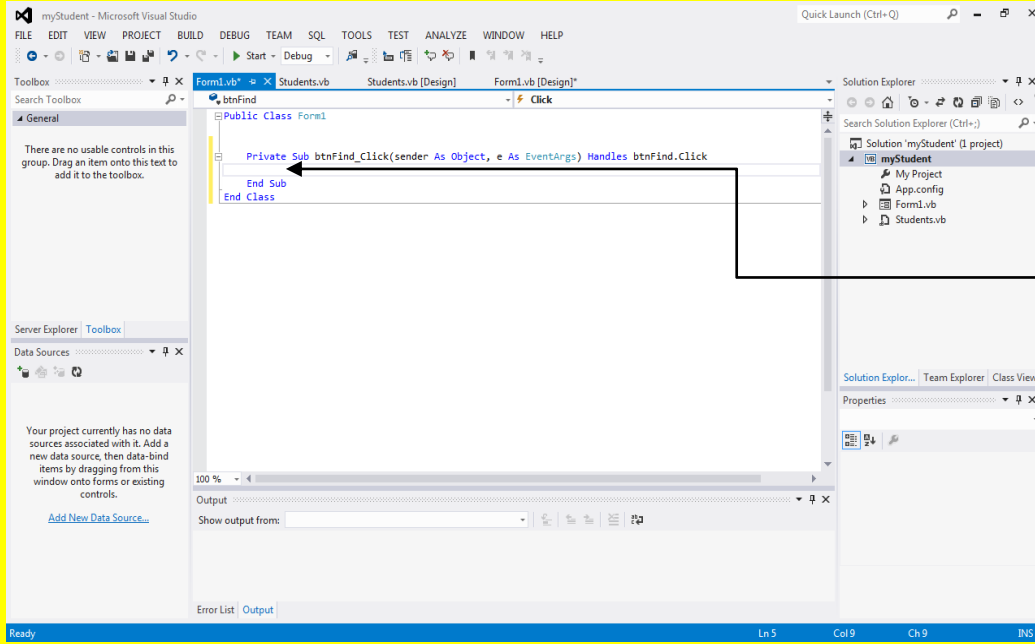 myStudent - Microsoft Visual Studio
Quick Launch (Ctrl+Q)
FILE EDIT VIEW PROJECT BUILD DEBUG TEAM SQL TOOLS TEST ANALYZE WINDOW HELP
Start Debug
Toolbox
Search Toolbox
General
There are no usable controls in this
group. Drag an item onto this text to
add it to the toolbox.
Server Explorer Toolbox
Data Sources
Your project currently has no data
sources associated with it. Add a
new data source, then data-bind
items by dragging from this
window onto forms or existing
controls.
Add New Data Source...
Form1.vb* Students.vb Students.vb [Design] Form1.vb [Design]*
btnFind Click
Public Class Form1
Private Sub btnFind_Click(sender As Object, e As EventArgs) Handles btnFind.Click
End Sub
End Class
100 %
Output
Show output from:
Error List Output
Solution Explorer
Search Solution Explorer (Ctrl+;)
Solution 'myStudent' (1 project)
VB myStudent
My Project
App.config
Form1.vb
Students.vb
Solution Explor... Team Explorer Class View
Properties
Ready Ln 5 Col 9 Ch 9 INS